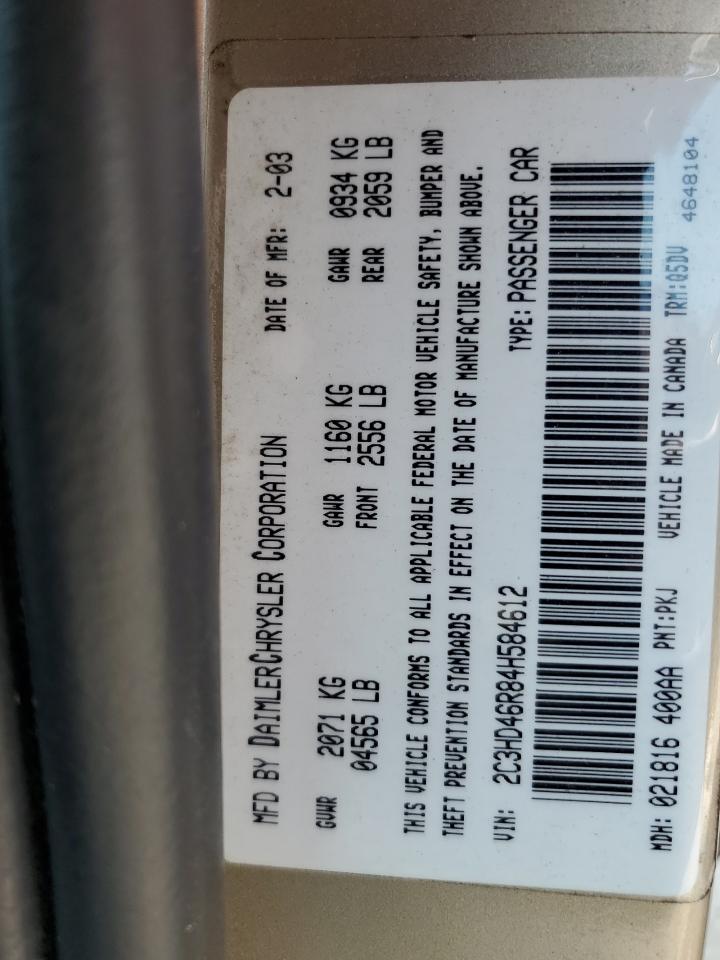 MFD BY DAIMLERCHRYSLER CORPORATION DATE OF MFR: 2-03
GVWR 2071 KG GAWR 1160 KG GAWR 0934 KG
04565 LB FRONT 2556 LB REAR 2059 LB
THIS VEHICLE CONFORMS TO ALL APPLICABLE FEDERAL MOTOR VEHICLE SAFETY, BUMPER AND
THEFT PREVENTION STANDARDS IN EFFECT ON THE DATE OF MANUFACTURE SHOWN ABOVE.
VIN: 2C3HD46R84H584612 TYPE: PASSENGER CAR
MDH: 021816 400AA PNT:PKJ VEHICLE MADE IN CANADA TRM:Q5DV 4648104